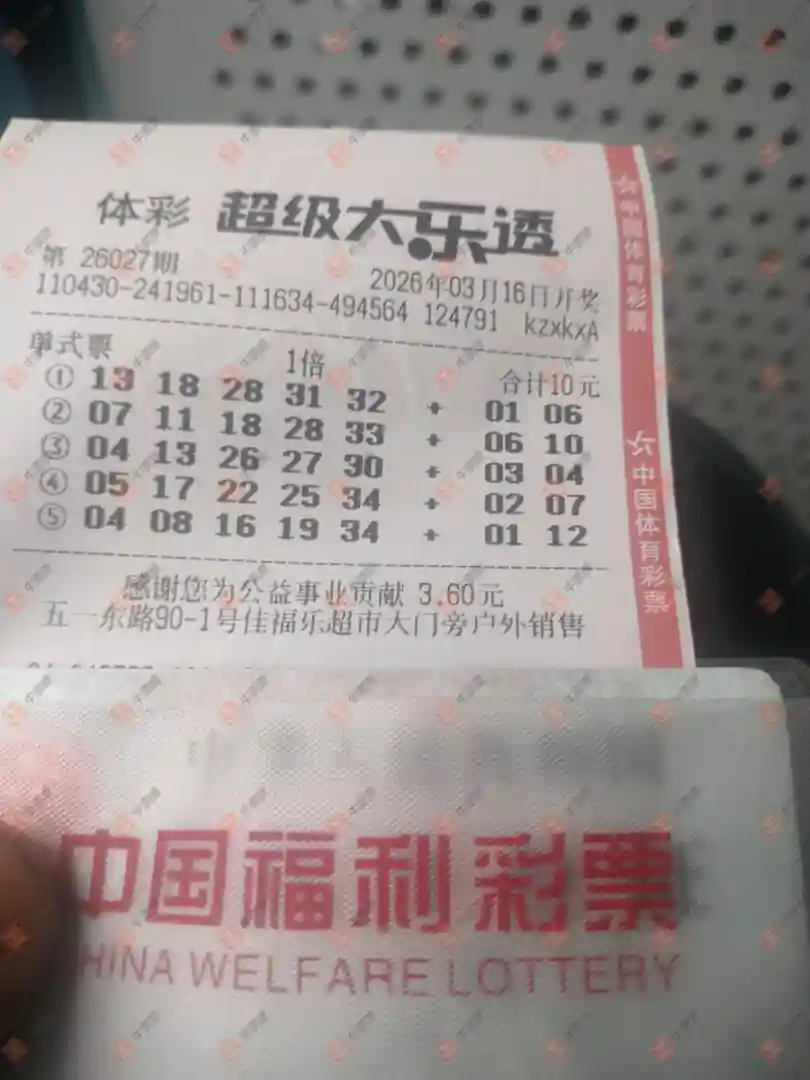 体彩 超级大乐透
第 26027期
2026年03月16日开奖
110430-241961-111634-494564 124791 kzxkxA
单式票 1倍 合计10元
① 13 18 28 31 32 + 01 06
② 07 11 18 28 33 + 06 10
③ 04 13 26 27 30 + 03 04
④ 05 17 22 25 34 + 02 07
⑤ 04 08 16 19 34 + 01 12
感谢您为公益事业贡献 3.60元
五一东路90-1号佳福乐超市大门旁户外销售
中国体育彩票
中国体育彩票
中国福利彩票
CHINA WELFARE LOTTERY